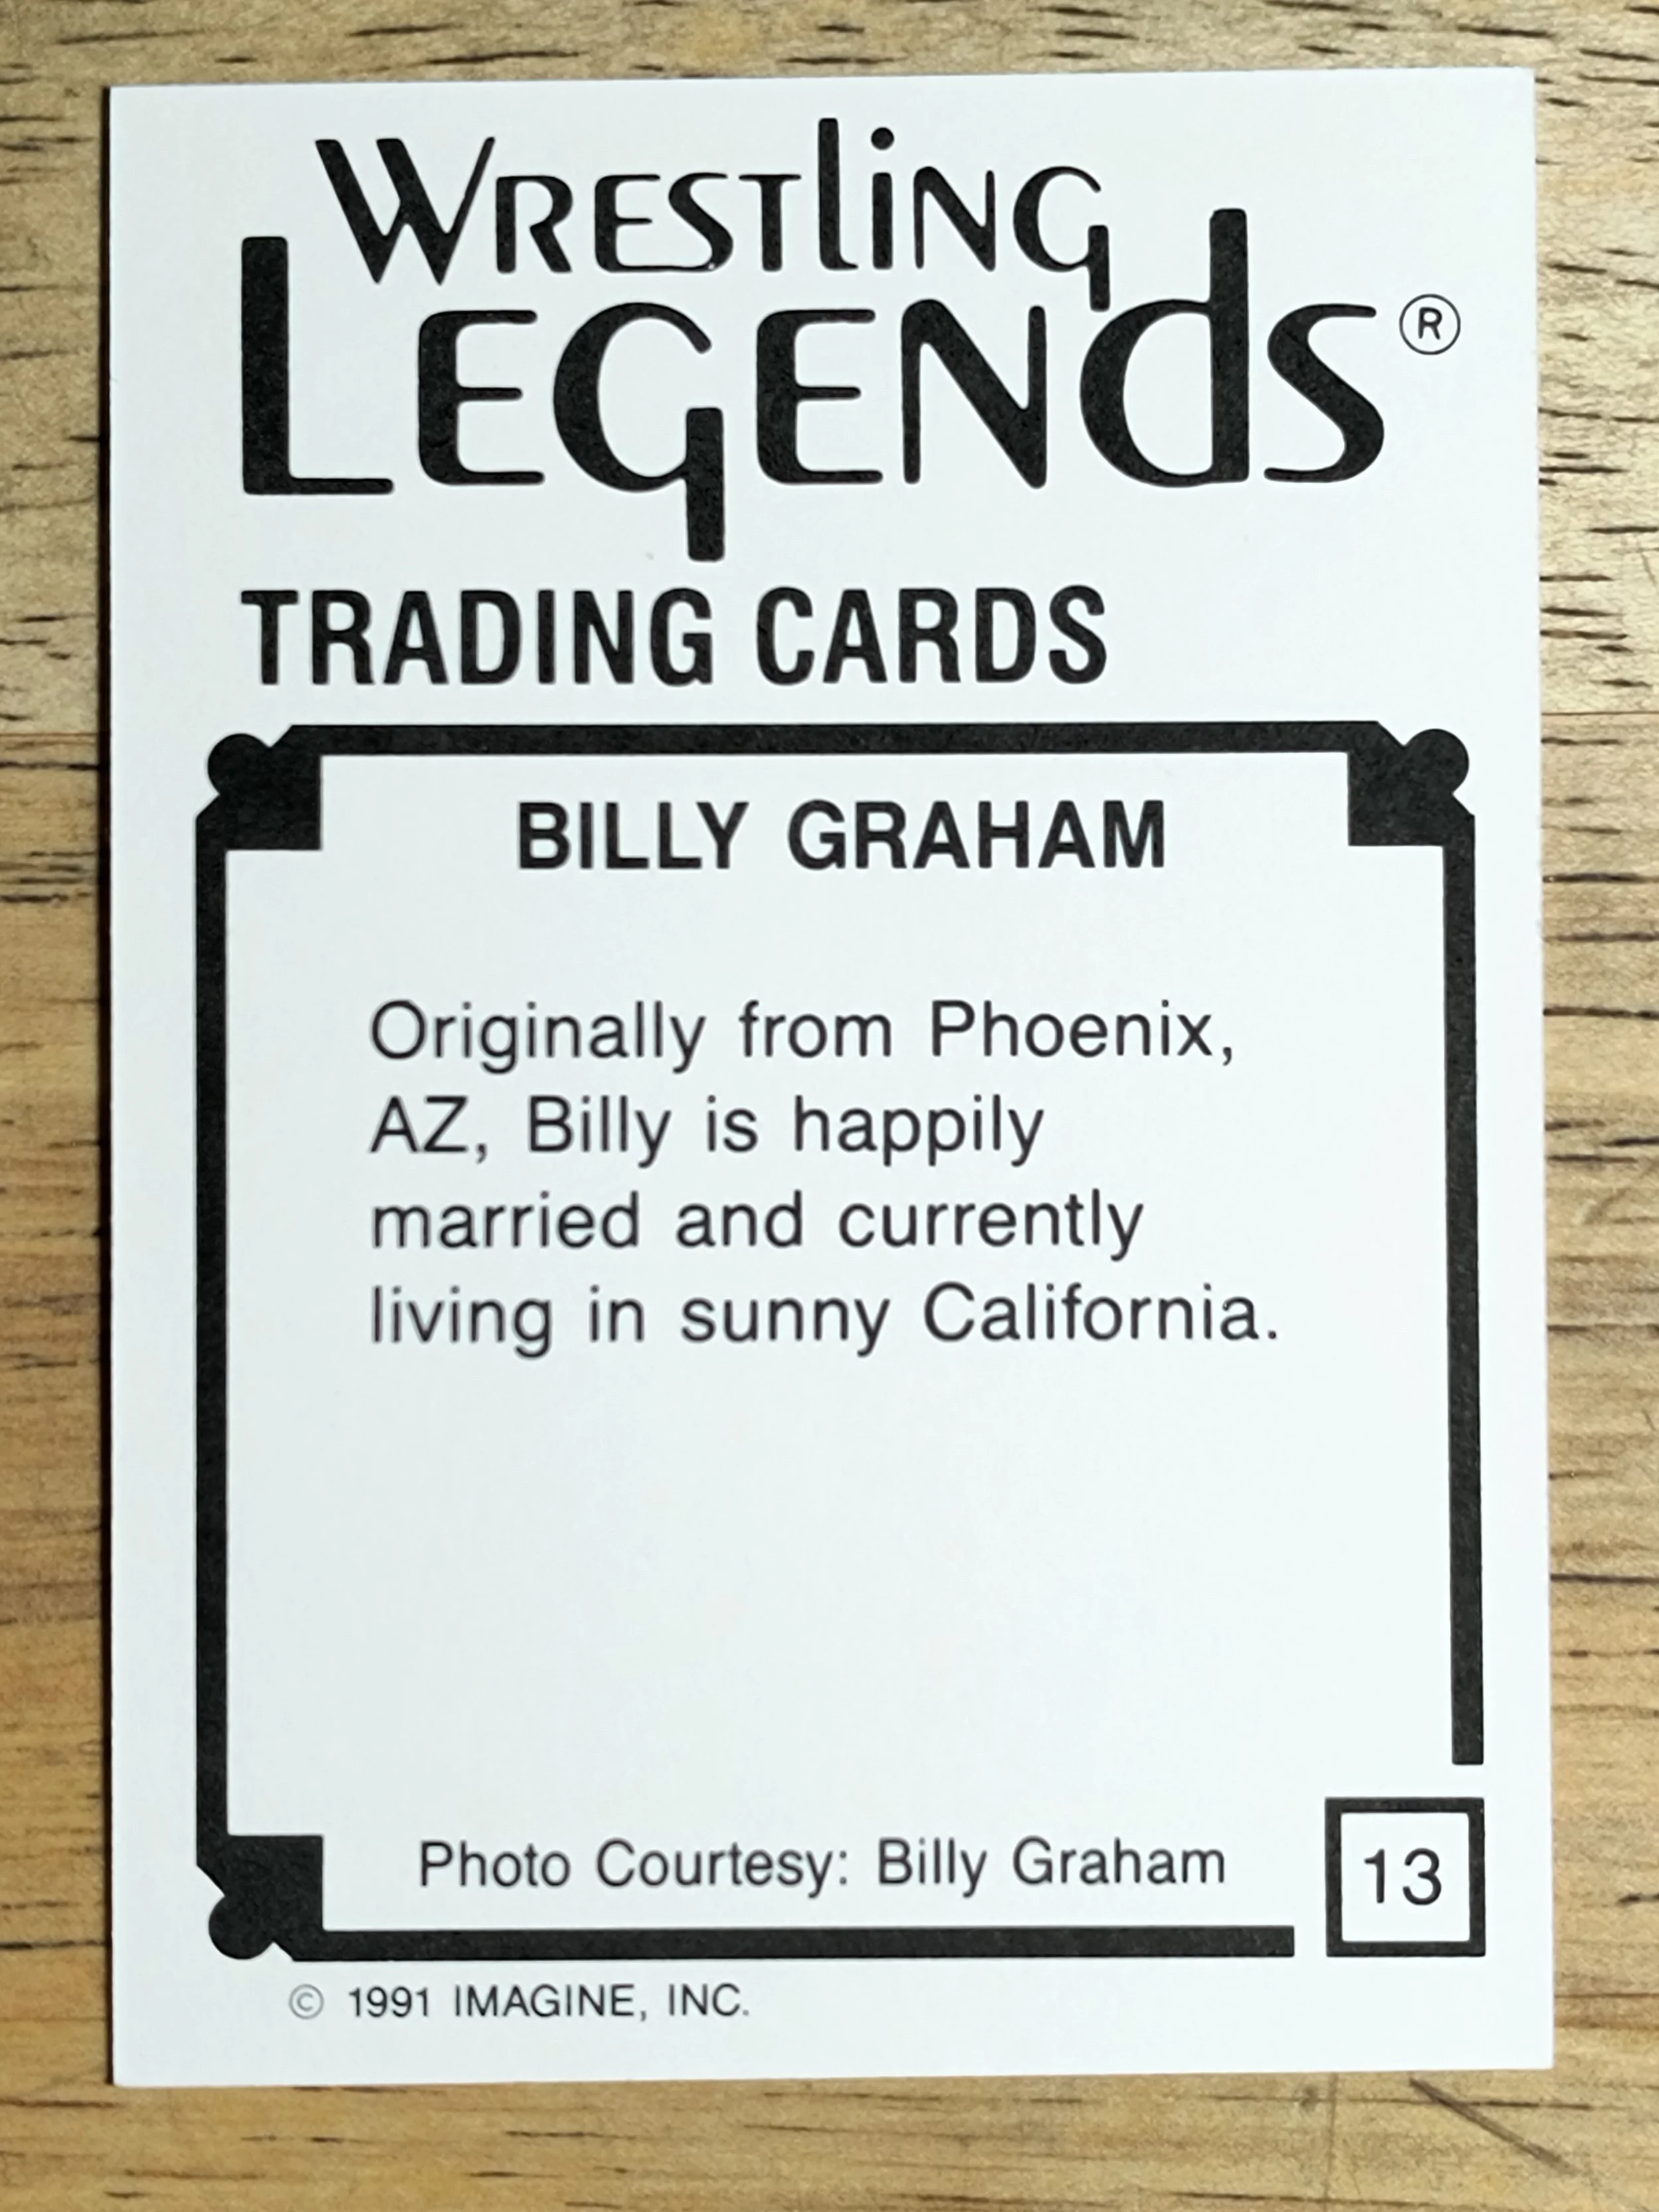 Wrestling
Legends®
TRADING CARDS
BILLY GRAHAM
Originally from Phoenix,
AZ, Billy is happily
married and currently
living in sunny California.
Photo Courtesy: Billy Graham
13
© 1991 IMAGINE, INC.